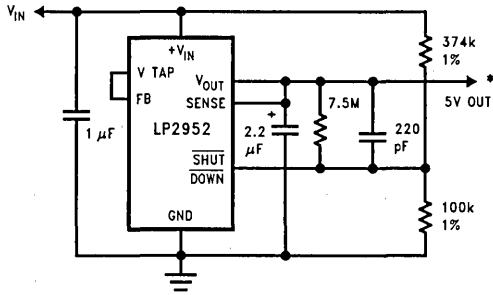 VIN
+VIN
374k
1%
V TAP
VOUT
*
FB
SENSE
+
7.5M
5V OUT
1 µF
LP2952
2.2
µF
220
pF
SHUT
DOWN
100k
1%
GND